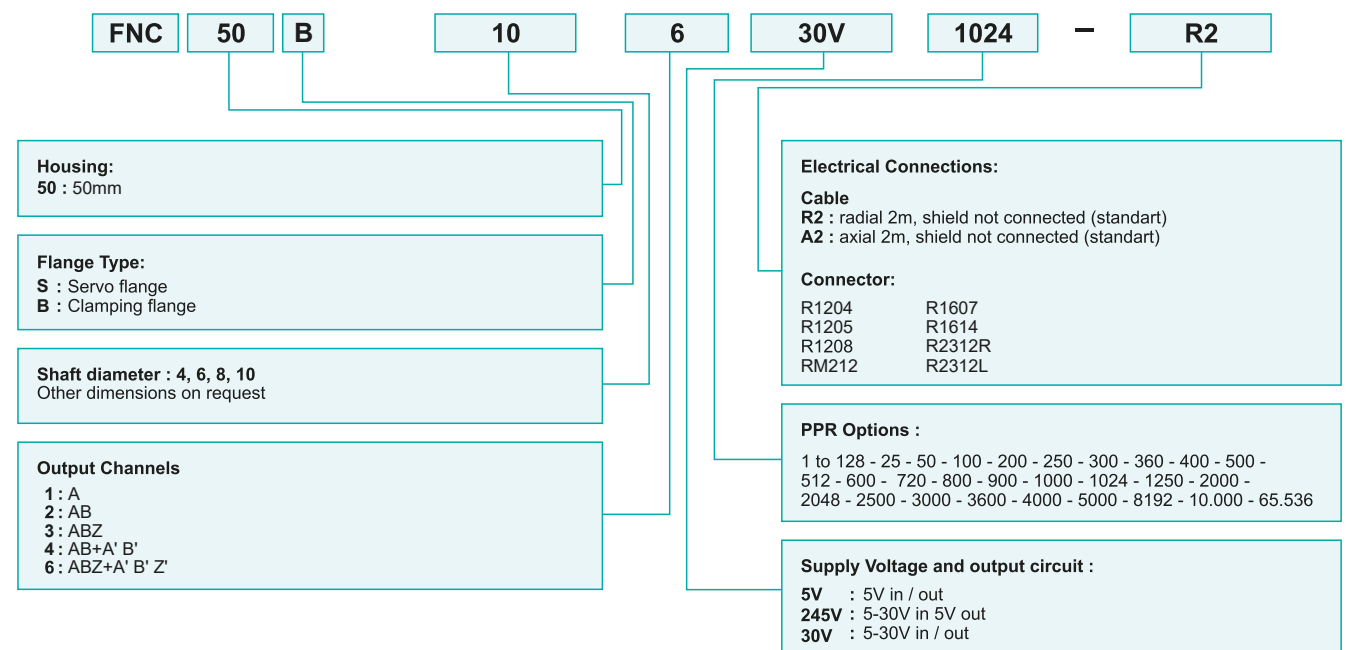 FNC 50 B 10 6 30V 1024 – R2
Housing:
50 : 50mm
Flange Type:
S : Servo flange
B : Clamping flange
Shaft diameter : 4, 6, 8, 10
Other dimensions on request
Output Channels
1 : A
2 : AB
3 : ABZ
4 : AB+A' B'
6 : ABZ+A' B' Z'
Electrical Connections:
Cable
R2 : radial 2m, shield not connected (standart)
A2 : axial 2m, shield not connected (standart)
Connector:
R1204 R1607
R1205 R1614
R1208 R2312R
RM212 R2312L
PPR Options :
1 to 128 - 25 - 50 - 100 - 200 - 250 - 300 - 360 - 400 - 500 -
512 - 600 - 720 - 800 - 900 - 1000 - 1024 - 1250 - 2000 -
2048 - 2500 - 3000 - 3600 - 4000 - 5000 - 8192 - 10.000 - 65.536
Supply Voltage and output circuit :
5V : 5V in / out
245V : 5-30V in 5V out
30V : 5-30V in / out